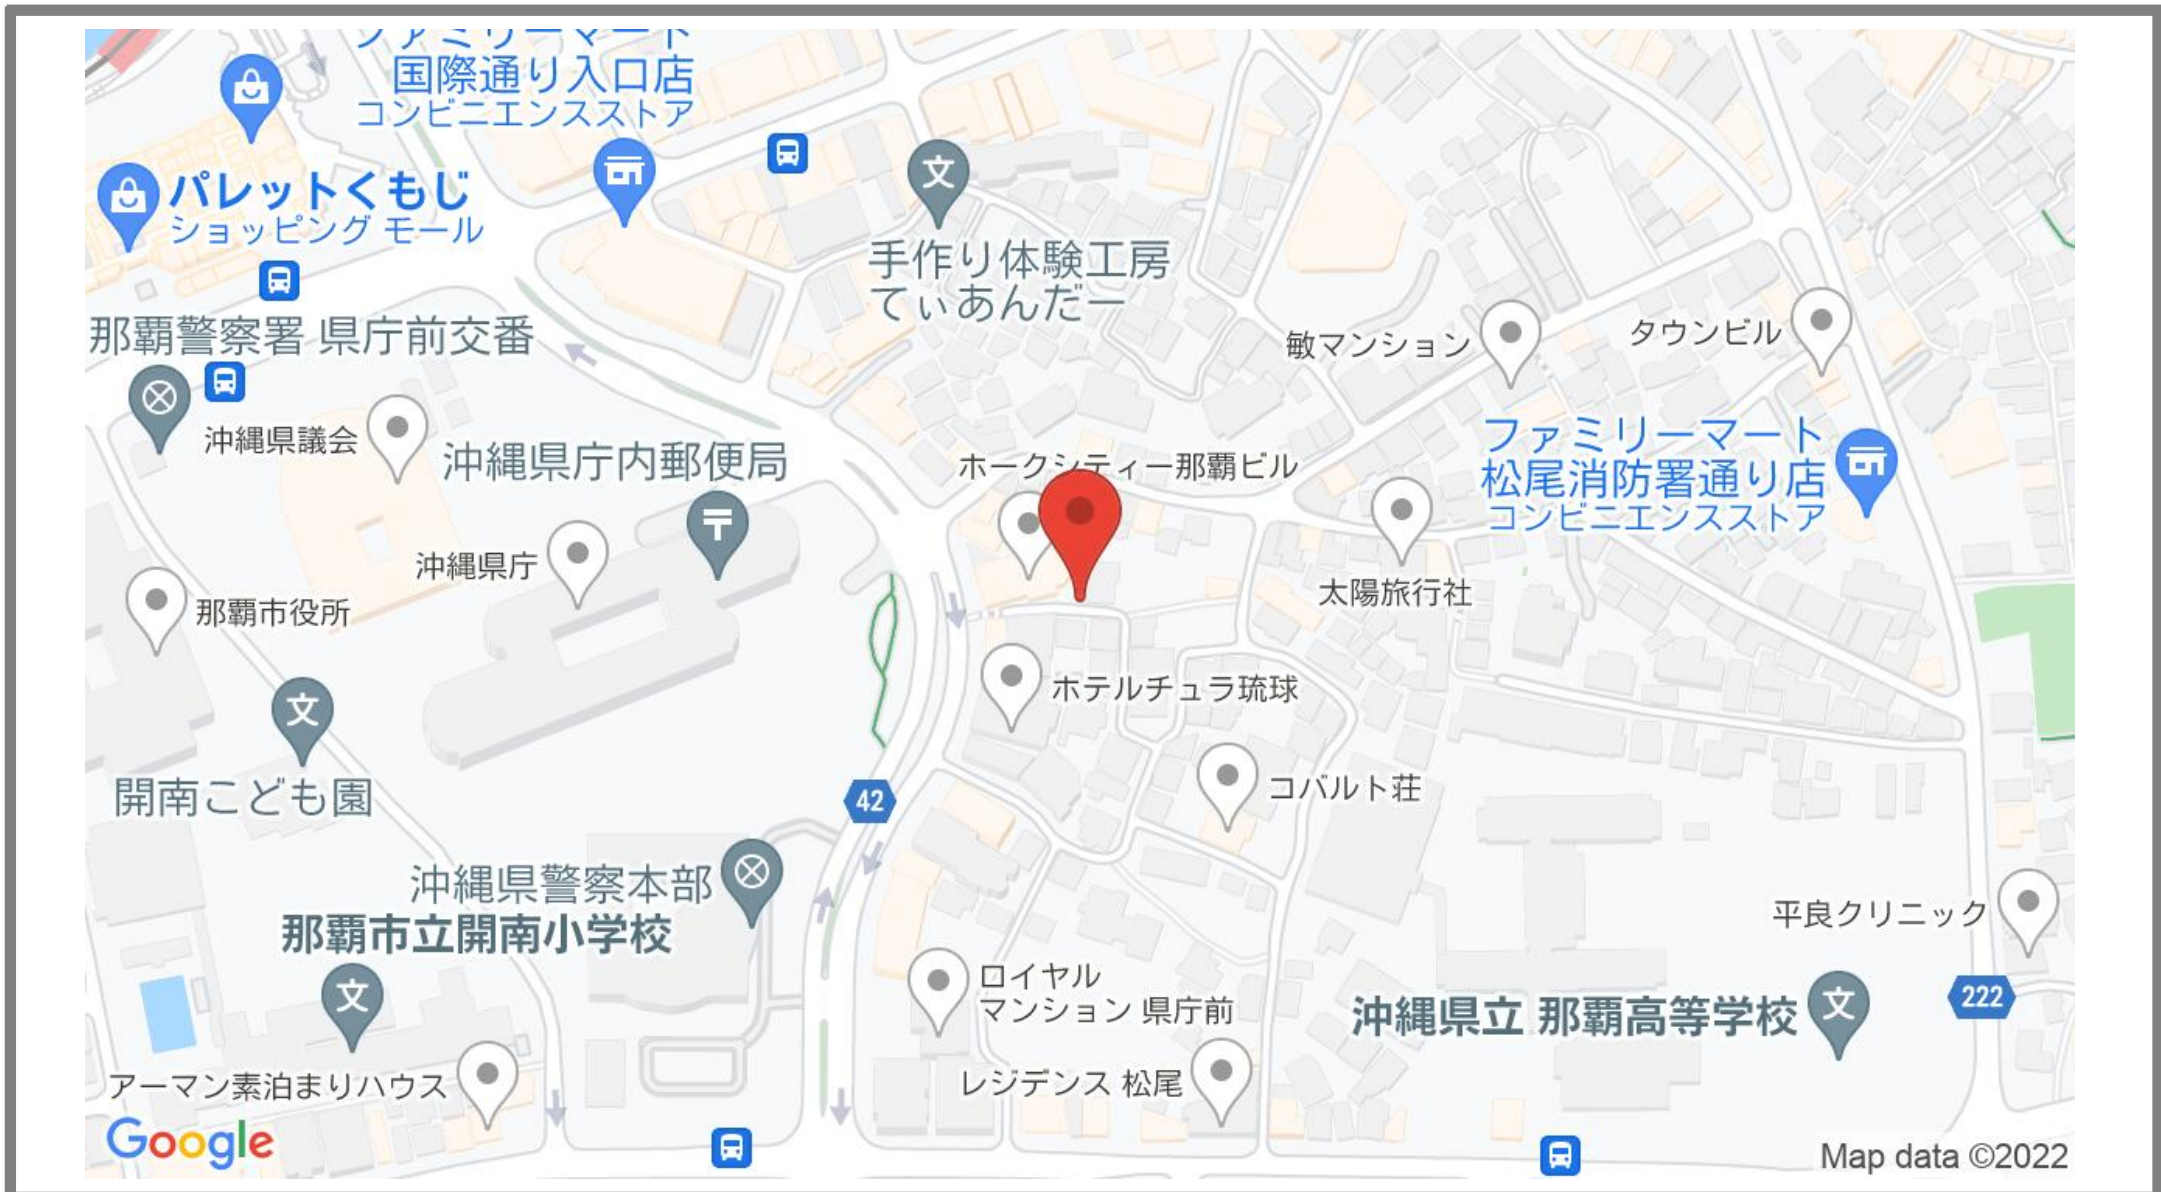 ファミリーマート
国際通り入口店
コンビニエンスストア
パレットくもじ
ショッピング モール
手作り体験工房
てぃあんだー
那覇警察署 県庁前交番
敏マンション
タウンビル
沖縄県議会
沖縄県庁内郵便局
ホークシティー那覇ビル
ファミリーマート
松尾消防署通り店
コンビニエンスストア
沖縄県庁
太陽旅行社
那覇市役所
ホテルチュラ琉球
開南こども園
42
コバルト荘
沖縄県警察本部
那覇市立開南小学校
平良クリニック
ロイヤル
マンション 県庁前
沖縄県立 那覇高等学校
222
アーマン素泊まりハウス
レジデンス 松尾
Google
Map data ©2022